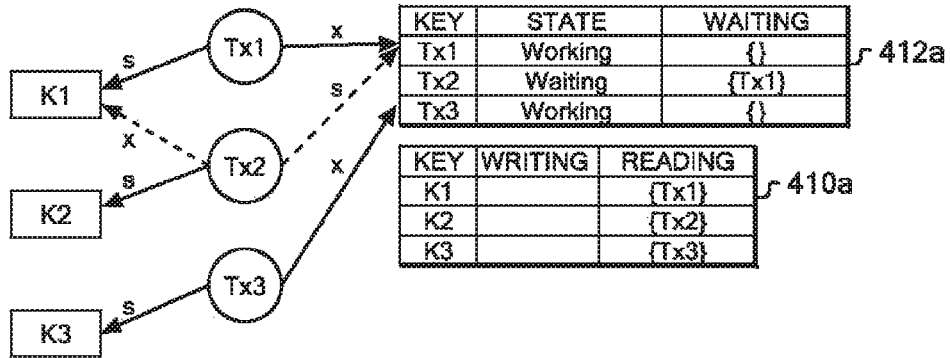 Tx1
x
s
K1
x
s
Tx2
s
x
K2
Tx3
s
K3
KEY STATE WAITING
Tx1 Working {}
Tx2 Waiting {Tx1}
Tx3 Working {}
412a
KEY WRITING READING
K1 {Tx1}
K2 {Tx2}
K3 {Tx3}
410a